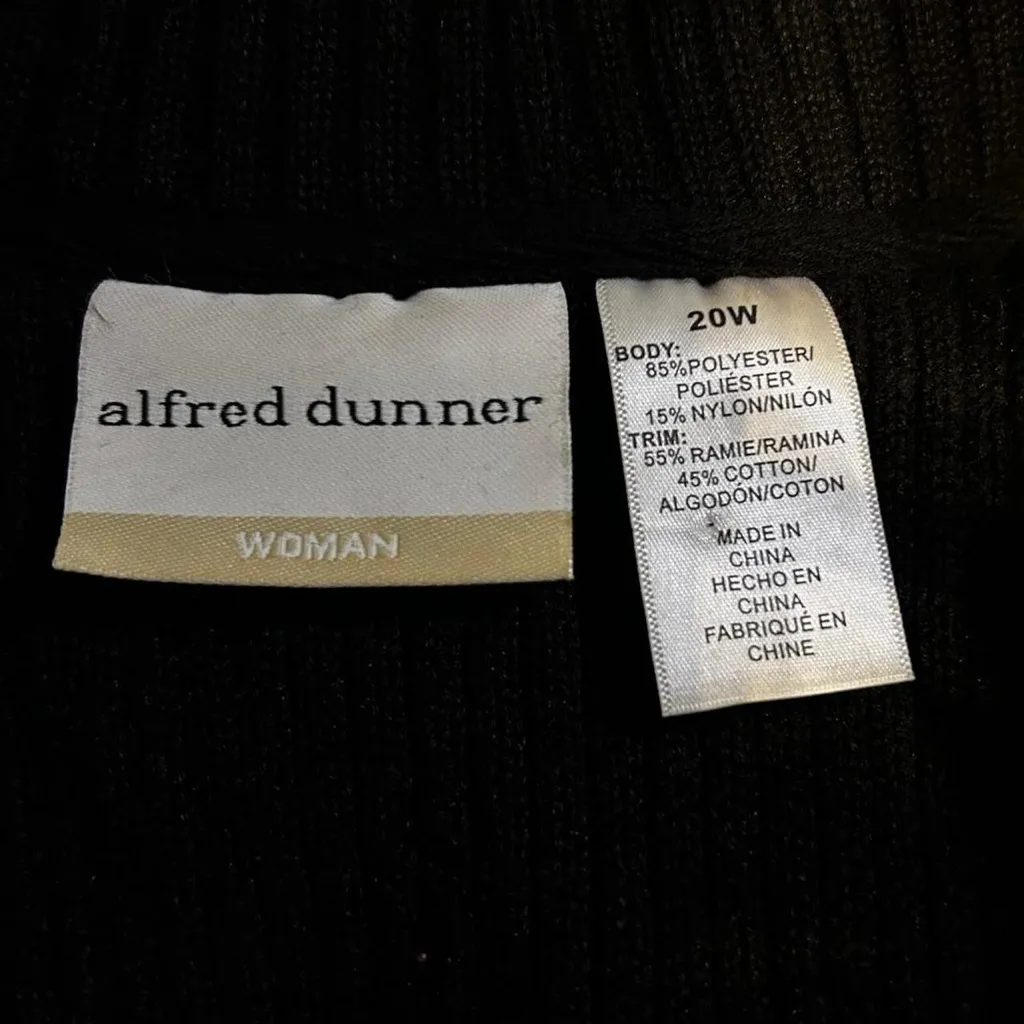 alfred dunner
WOMAN
20W
BODY:
85%POLYESTER/
POLIÉSTER
15% NYLON/NILÓN
TRIM:
55% RAMIE/RAMINA
45% COTTON/
ALGODÓN/COTON
MADE IN
CHINA
HECHO EN
CHINA
FABRIQUÉ EN
CHINE